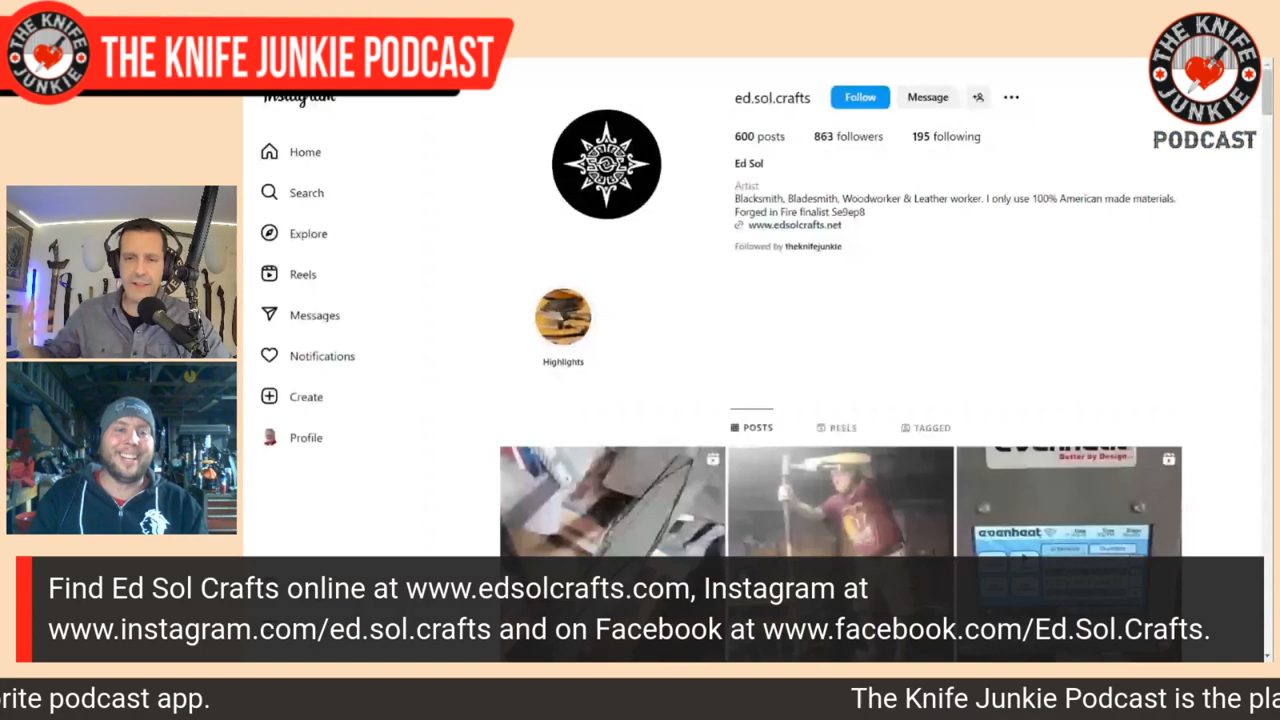 THE KNIFE JUNKIE
THE KNIFE JUNKIE PODCAST
THE KNIFE JUNKIE
PODCAST
Instagram
Home
Search
Explore
Reels
Messages
Notifications
Create
Profile
ed.sol.crafts Follow Message
600 posts 863 followers 195 following
Ed Sol
Artist
Blacksmith, Bladesmith, Woodworker & Leather worker. I only use 100% American made materials.
Forged in Fire finalist Se9ep8
www.edsolcrafts.net
Followed by theknifejunkie
Highlights
POSTS REELS TAGGED
evenheat
Better by Design...
evenheat
Find Ed Sol Crafts online at www.edsolcrafts.com, Instagram at
www.instagram.com/ed.sol.crafts and on Facebook at www.facebook.com/Ed.Sol.Crafts.
rite podcast app. The Knife Junkie Podcast is the pla